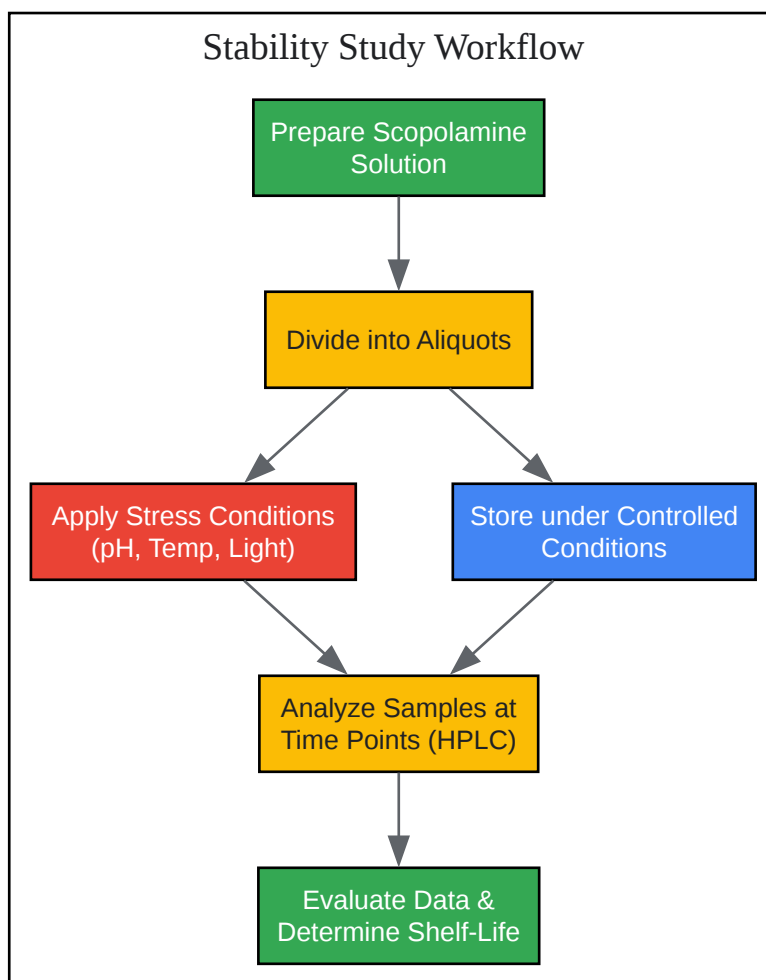 Stability Study Workflow
Prepare Scopolamine
Solution
Divide into Aliquots
Apply Stress Conditions
(pH, Temp, Light)
Store under Controlled
Conditions
Analyze Samples at
Time Points (HPLC)
Evaluate Data &
Determine Shelf-Life